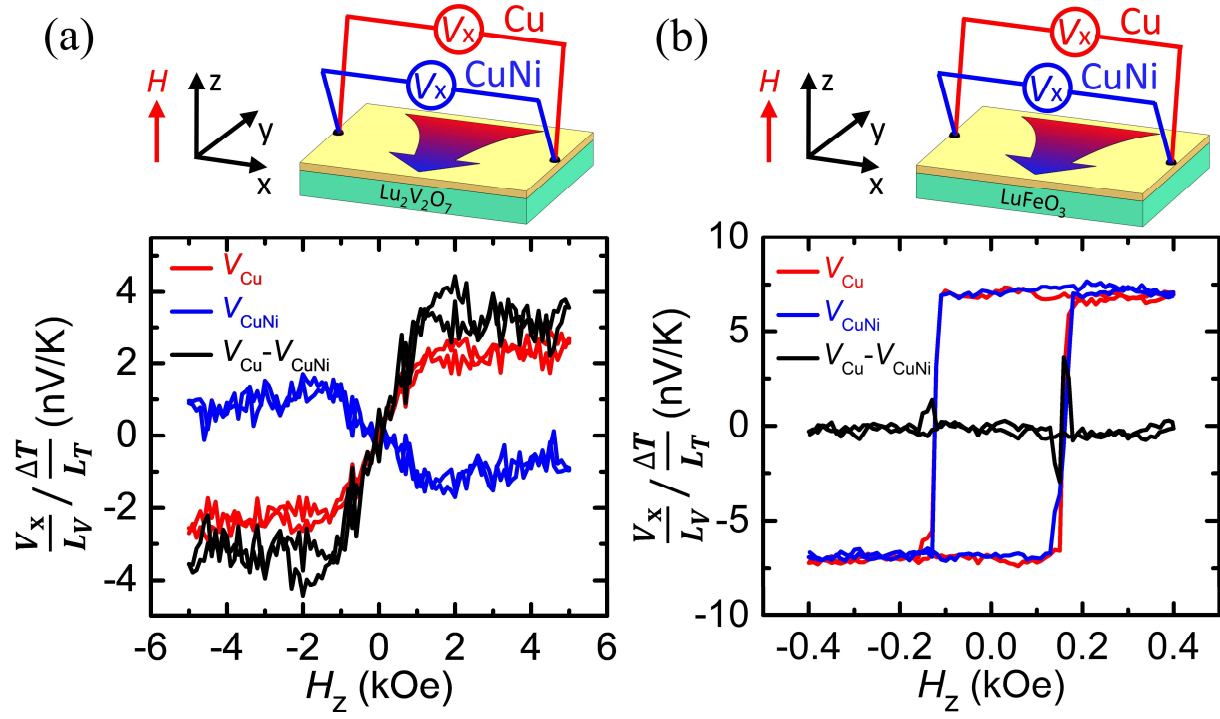 (a)
H
z
y
x
Vx Cu
Vx CuNi
Lu2V2O7
VCu
VCuNi
VCu-VCuNi
4
2
0
-2
-4
Vx/LV / ΔT/LT (nV/K)
-6 -4 -2 0 2 4 6
Hz (kOe)
(b)
H
z
y
x
Vx Cu
Vx CuNi
LuFeO3
VCu
VCuNi
VCu-VCuNi
10
5
0
-5
-10
Vx/LV / ΔT/LT (nV/K)
-0.4 -0.2 0.0 0.2 0.4
Hz (kOe)